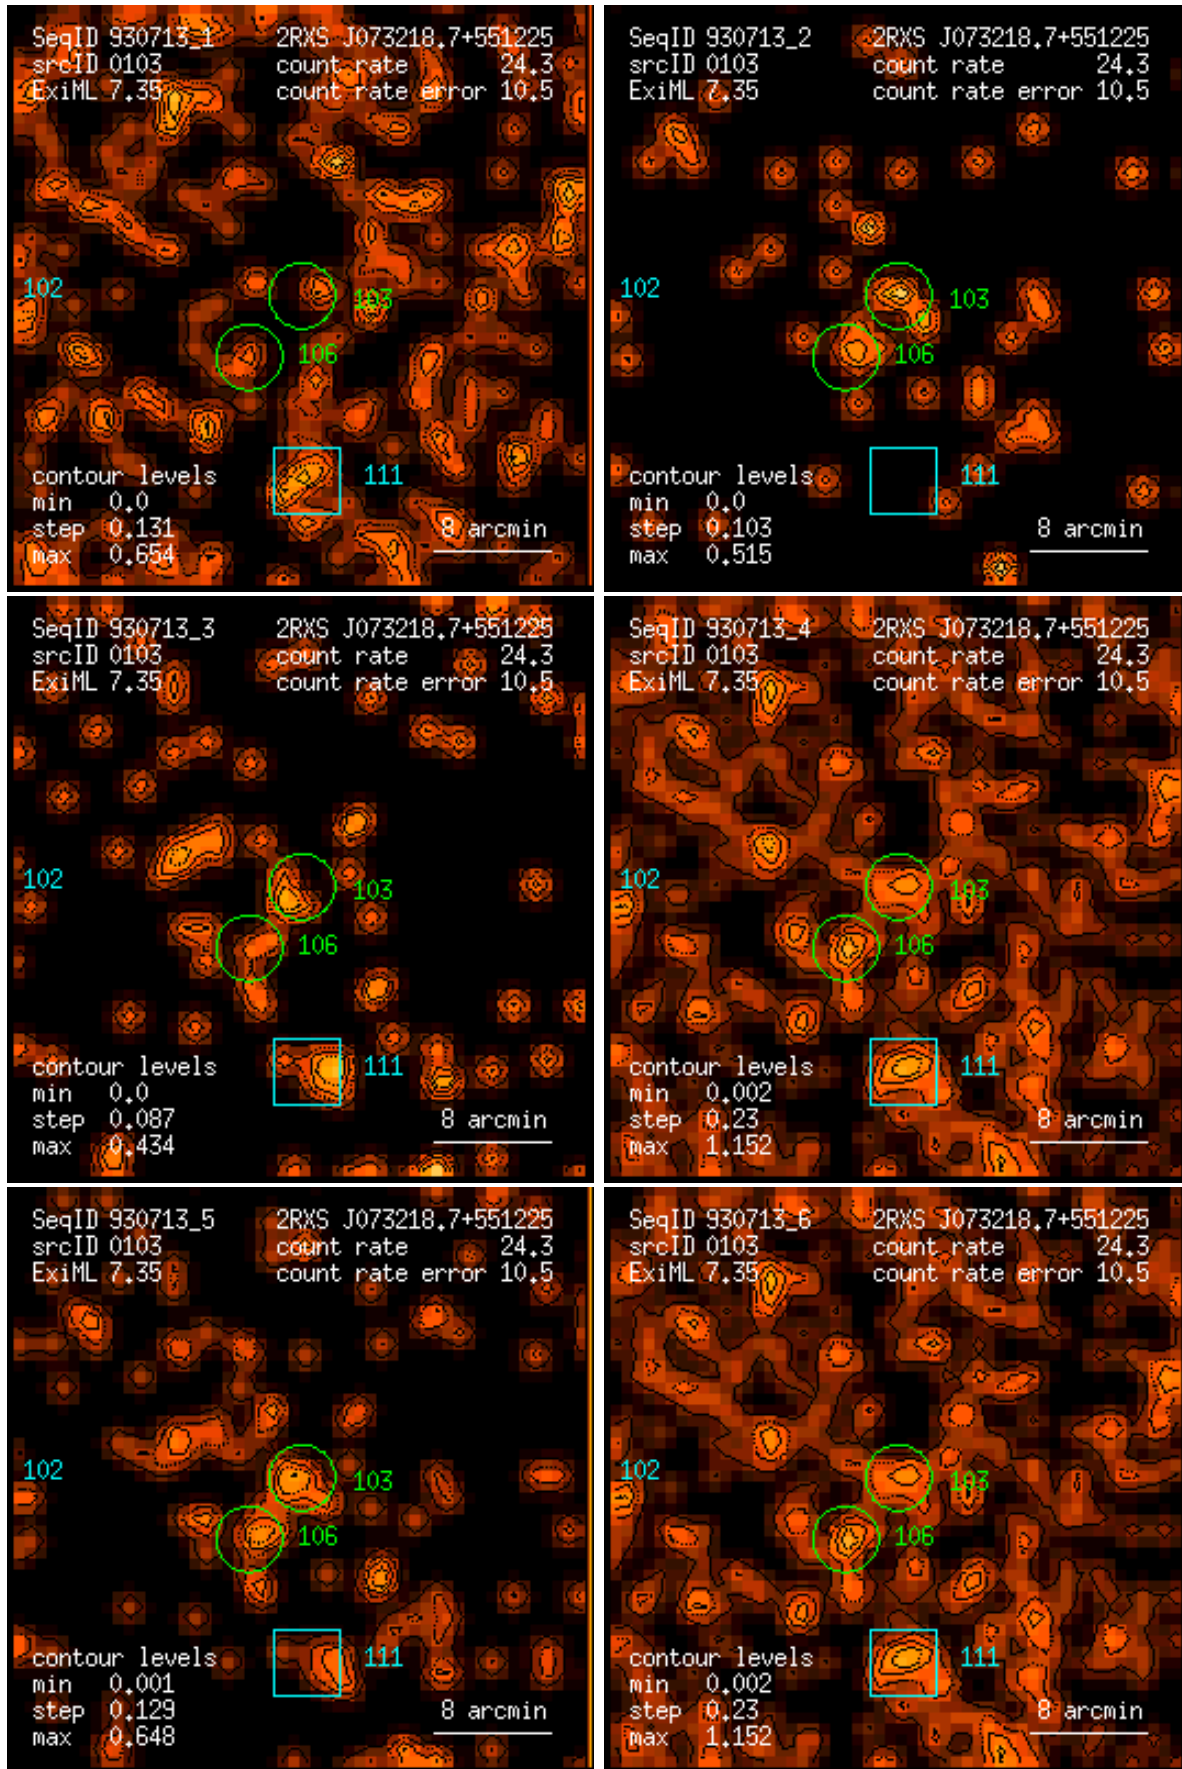 SeqID 930713_1 2RXS J073218.7+551225
srcID 0103 count rate 24.3
ExiML 7.35 count rate error 10.5
102
103
106
111
contour levels
min 0.0
step 0.131
max 0.654
8 arcmin
SeqID 930713_2 2RXS J073218.7+551225
srcID 0103 count rate 24.3
ExiML 7.35 count rate error 10.5
102
103
106
111
contour levels
min 0.0
step 0.103
max 0.515
8 arcmin
SeqID 930713_3 2RXS J073218.7+551225
srcID 0103 count rate 24.3
ExiML 7.35 count rate error 10.5
102
103
106
111
contour levels
min 0.0
step 0.087
max 0.434
8 arcmin
SeqID 930713_4 2RXS J073218.7+551225
srcID 0103 count rate 24.3
ExiML 7.35 count rate error 10.5
102
103
106
111
contour levels
min 0.002
step 0.23
max 1.152
8 arcmin
SeqID 930713_5 2RXS J073218.7+551225
srcID 0103 count rate 24.3
ExiML 7.35 count rate error 10.5
102
103
106
111
contour levels
min 0.001
step 0.129
max 0.648
8 arcmin
SeqID 930713_6 2RXS J073218.7+551225
srcID 0103 count rate 24.3
ExiML 7.35 count rate error 10.5
102
103
106
111
contour levels
min 0.002
step 0.23
max 1.152
8 arcmin